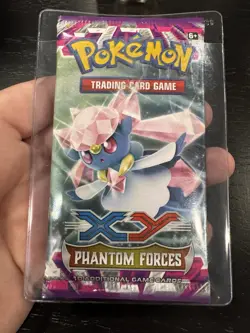 POKéMON
6+
TRADING CARD GAME
XY
PHANTOM FORCES
10 ADDITIONAL GAME CARDS